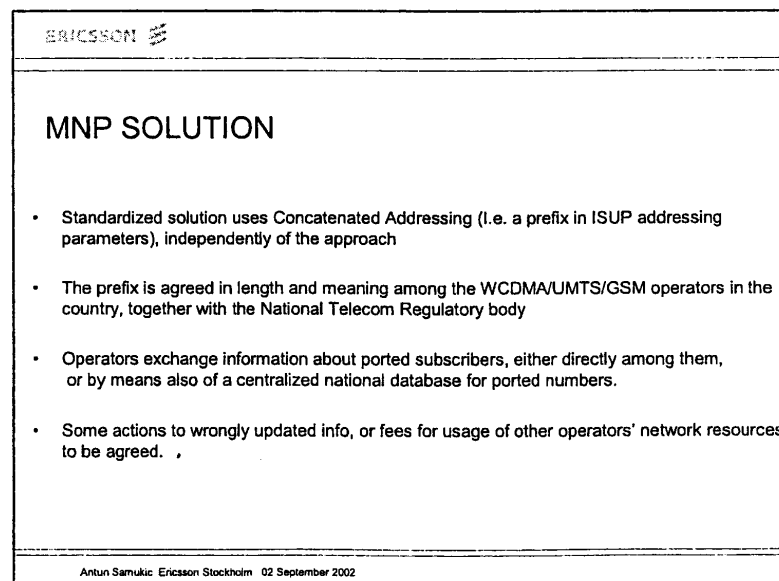 ERICSSON
MNP SOLUTION
• Standardized solution uses Concatenated Addressing (I.e. a prefix in ISUP addressing
parameters), independently of the approach
• The prefix is agreed in length and meaning among the WCDMA/UMTS/GSM operators in the
country, together with the National Telecom Regulatory body
• Operators exchange information about ported subscribers, either directly among them,
or by means also of a centralized national database for ported numbers.
• Some actions to wrongly updated info, or fees for usage of other operators' network resources
to be agreed.
Antun Samukic Ericsson Stockholm 02 September 2002